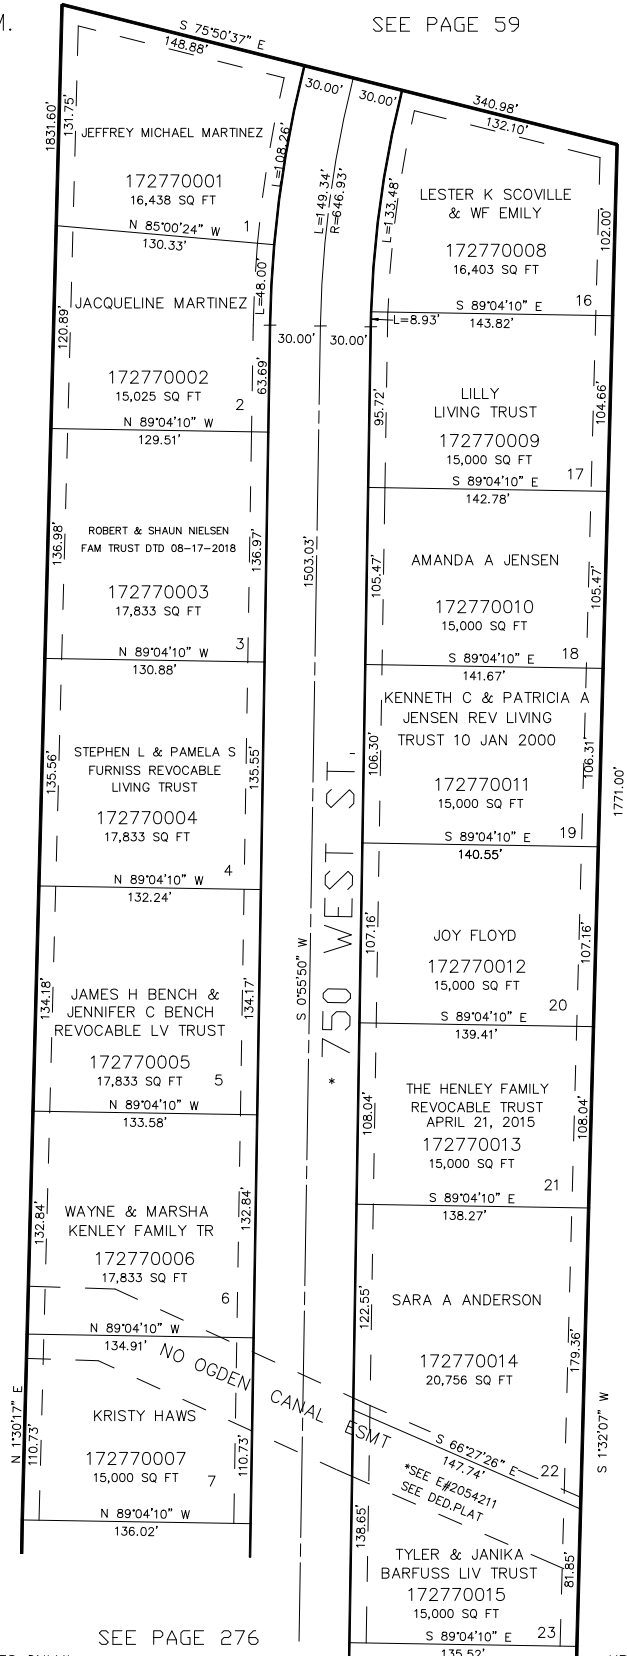 M.
SEE PAGE 59
S 75°50'37" E
148.88'
30.00'
30.00'
340.98'
132.10'
1831.60'
131.75'
JEFFREY MICHAEL MARTINEZ
172770001
16,438 SQ FT
1
L=108.26'
N 85°00'24" W
130.33'
L=149.34'
R=646.93'
L=133.48'
LESTER K SCOVILLE
& WF EMILY
172770008
16,403 SQ FT
102.00'
16
S 89°04'10" E
143.82'
L=8.93'
30.00'
30.00'
L=48.00'
JACQUELINE MARTINEZ
120.89'
172770002
15,025 SQ FT
63.69'
2
N 89°04'10" W
129.51'
95.72'
LILLY
LIVING TRUST
172770009
15,000 SQ FT
104.66'
17
S 89°04'10" E
142.78'
ROBERT & SHAUN NIELSEN
FAM TRUST DTD 08-17-2018
136.98'
136.97'
172770003
17,833 SQ FT
3
N 89°04'10" W
130.88'
1503.03'
AMANDA A JENSEN
105.47'
105.47'
172770010
15,000 SQ FT
18
S 89°04'10" E
141.67'
KENNETH C & PATRICIA A
JENSEN REV LIVING
TRUST 10 JAN 2000
106.30'
106.31'
172770011
15,000 SQ FT
19
S 89°04'10" E
140.55'
1771.00'
STEPHEN L & PAMELA S
FURNISS REVOCABLE
LIVING TRUST
135.56'
135.55'
172770004
17,833 SQ FT
4
N 89°04'10" W
132.24'
* 750 WEST ST.
S 0°55'50" W
JOY FLOYD
107.16'
107.16'
172770012
15,000 SQ FT
20
S 89°04'10" E
139.41'
134.18'
134.17'
JAMES H BENCH &
JENNIFER C BENCH
REVOCABLE LV TRUST
172770005
17,833 SQ FT
5
N 89°04'10" W
133.58'
THE HENLEY FAMILY
REVOCABLE TRUST
APRIL 21, 2015
108.04'
108.04'
172770013
15,000 SQ FT
21
S 89°04'10" E
138.27'
132.84'
132.84'
WAYNE & MARSHA
KENLEY FAMILY TR
172770006
17,833 SQ FT
6
N 89°04'10" W
134.91'
SARA A ANDERSON
122.55'
179.36'
172770014
20,756 SQ FT
22
NO OGDEN CANAL ESMT
S 66°27'26" E
147.74'
*SEE E#2054211
SEE DED.PLAT
S 1°32'07" W
N 1°30'17" E
110.73'
110.73'
KRISTY HAWS
172770007
15,000 SQ FT
7
N 89°04'10" W
136.02'
138.65'
81.85'
TYLER & JANIKA
BARFUSS LIV TRUST
172770015
15,000 SQ FT
23
S 89°04'10" E
135.52'
SEE PAGE 276